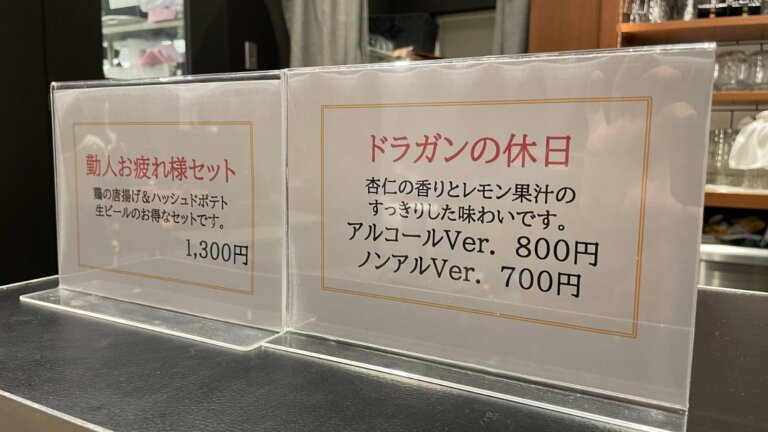 勤人お疲れ様セット
鶏の唐揚げ&ハッシュドポテト
生ビールのお得なセットです。
1,300円
ドラガンの休日
杏仁の香りとレモン果汁の
すっきりした味わいです。
アルコールVer. 800円
ノンアルVer. 700円